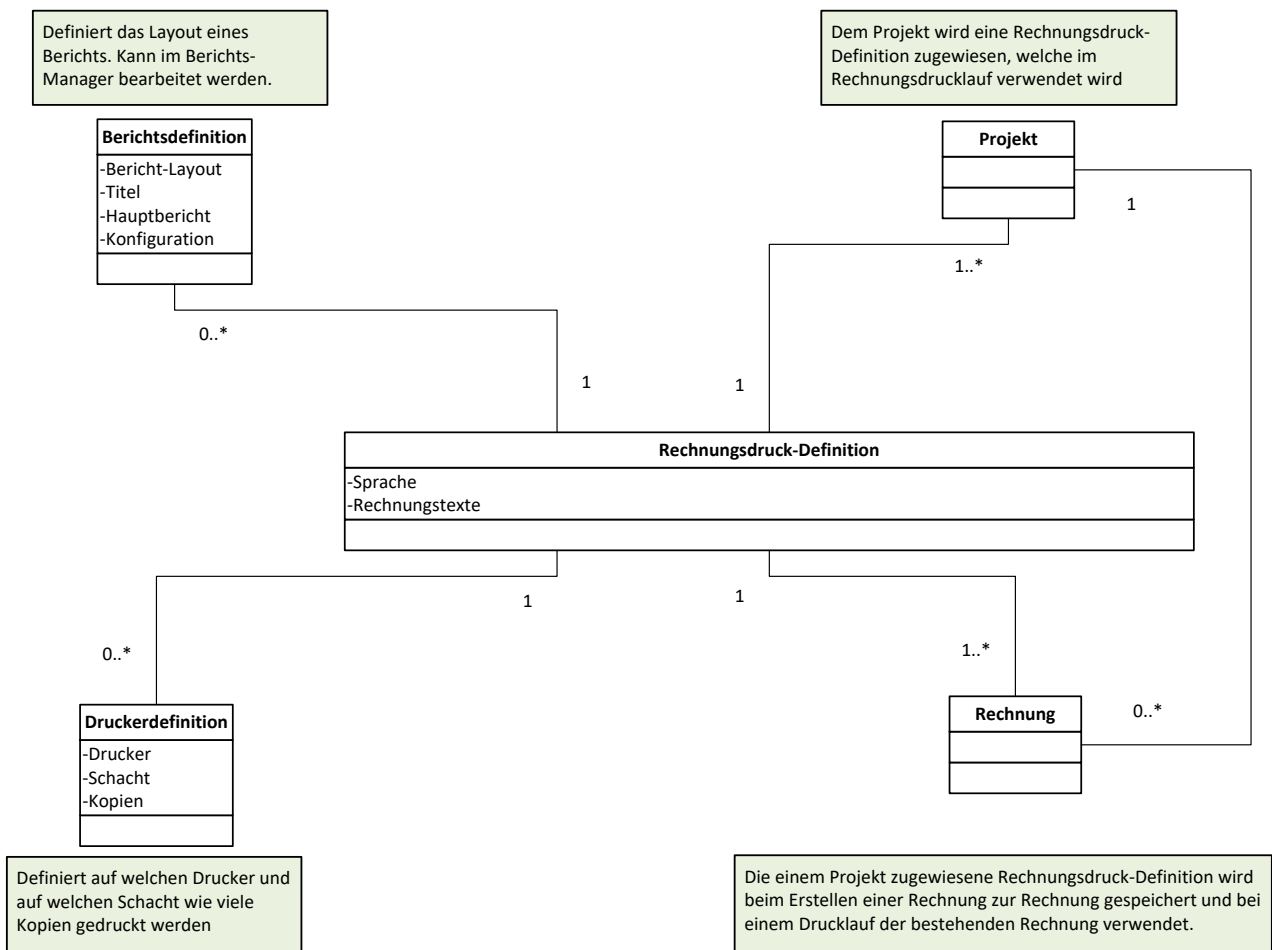 Definiert das Layout eines
Berichts. Kann im Berichts-
Manager bearbeitet werden.
Dem Projekt wird eine Rechnungsdruck-
Definition zugewiesen, welche im
Rechnungsdrucklauf verwendet wird
Berichtsdefinition
-Bericht-Layout
-Titel
-Hauptbericht
-Konfiguration
Projekt
1
1..*
0..*
1
1
Rechnungsdruck-Definition
-Sprache
-Rechnungstexte
1
1
0..*
1..*
Druckerdefinition
-Drucker
-Schacht
-Kopien
Rechnung
0..*
Definiert auf welchen Drucker und
auf welchen Schacht wie viele
Kopien gedruckt werden
Die einem Projekt zugewiesene Rechnungsdruck-Definition wird
beim Erstellen einer Rechnung zur Rechnung gespeichert und bei
einem Drucklauf der bestehenden Rechnung verwendet.